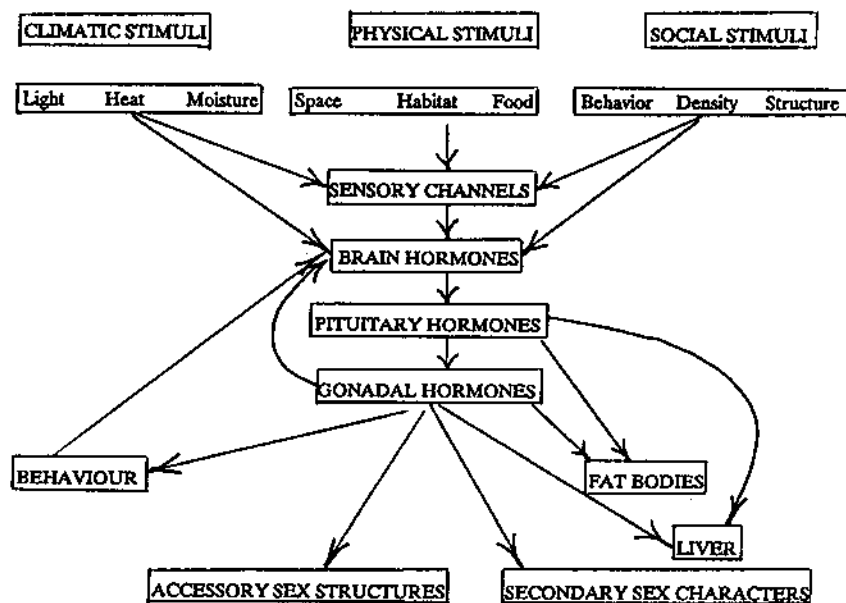 CLIMATIC STIMULI PHYSICAL STIMULI SOCIAL STIMULI
Light Heat Moisture Space Habitat Food Behavior Density Structure
SENSORY CHANNELS
BRAIN HORMONES
PITUITARY HORMONES
GONADAL HORMONES
BEHAVIOUR
FAT BODIES
LIVER
ACCESSORY SEX STRUCTURES SECONDARY SEX CHARACTERS